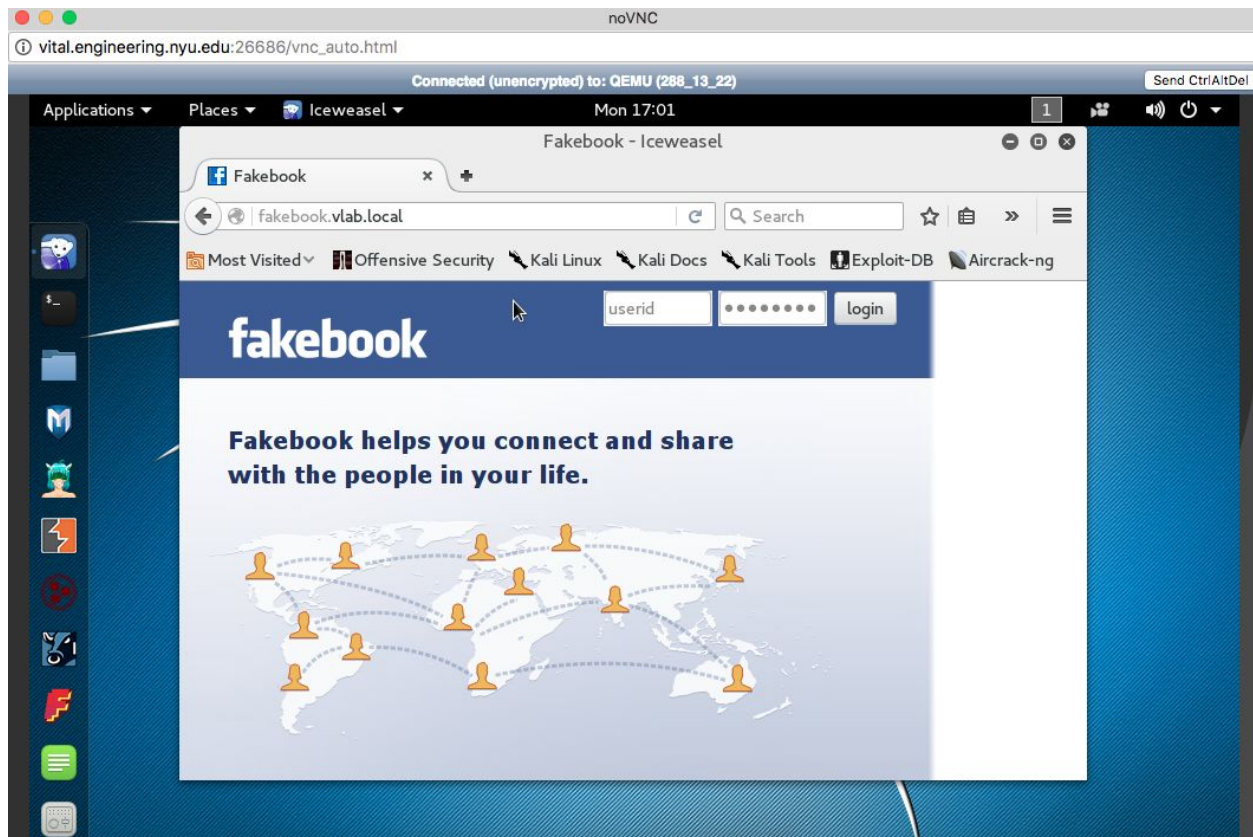 noVNC
vital.engineering.nyu.edu:26686/vnc_auto.html
Connected (unencrypted) to: QEMU (288_13_22)
Send CtrlAltDel
Applications Places Iceweasel Mon 17:01 1
Fakebook - Iceweasel
Fakebook
fakebook.vlab.local Search
Most Visited Offensive Security Kali Linux Kali Docs Kali Tools Exploit-DB Aircrack-ng
userid login
fakebook
Fakebook helps you connect and share
with the people in your life.